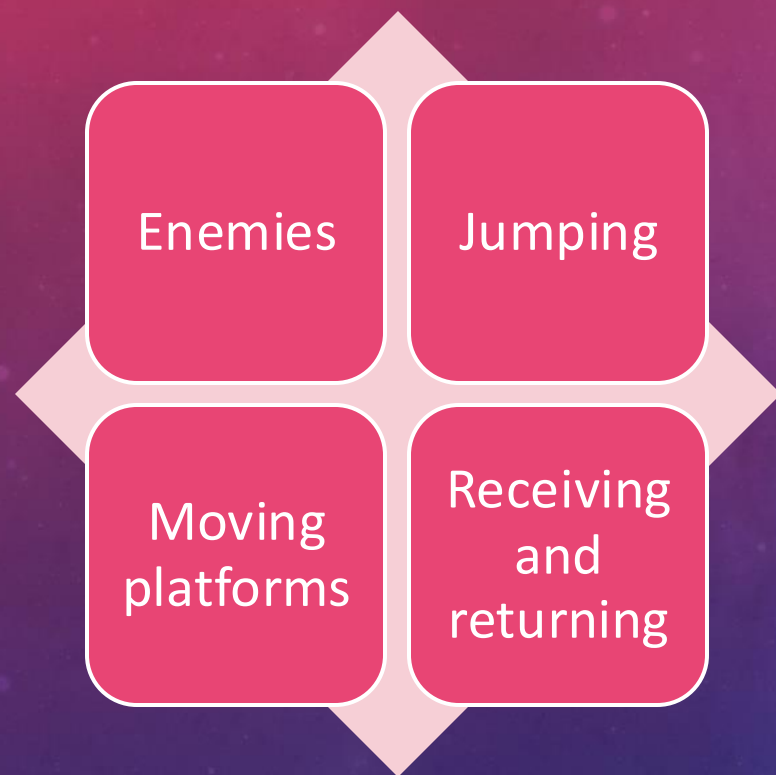 Enemies
Jumping
Moving
platforms
Receiving
and
returning